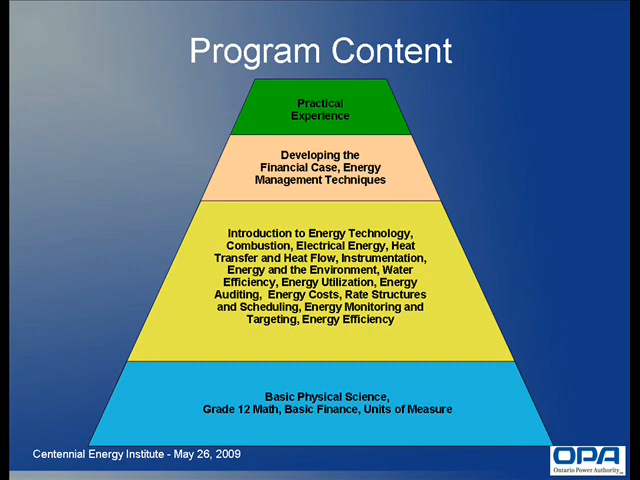 Program Content
Practical
Experience
Developing the
Financial Case, Energy
Management Techniques
Introduction to Energy Technology,
Combustion, Electrical Energy, Heat
Transfer and Heat Flow, Instrumentation,
Energy and the Environment, Water
Efficiency, Energy Utilization, Energy
Auditing, Energy Costs, Rate Structures
and Scheduling, Energy Monitoring and
Targeting, Energy Efficiency
Basic Physical Science,
Grade 12 Math, Basic Finance, Units of Measure
Centennial Energy Institute - May 26, 2009
OPA
Ontario Power Authority